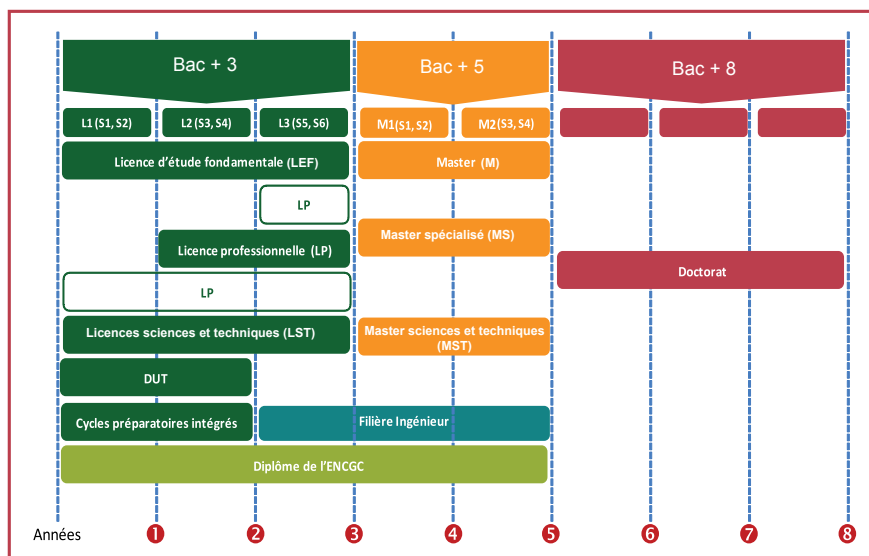 Bac + 3
Bac + 5
Bac + 8
L1 (S1, S2)
L2 (S3, S4)
L3 (S5, S6)
M1(S1, S2)
M2(S3, S4)
Licence d'étude fondamentale (LEF)
Master (M)
LP
Master spécialisé (MS)
Licence professionnelle (LP)
Doctorat
LP
Licences sciences et techniques (LST)
Master sciences et techniques
(MST)
DUT
Cycles préparatoires intégrés
Filière Ingénieur
Diplôme de l'ENCGC
Années
1
2
3
4
5
6
7
8